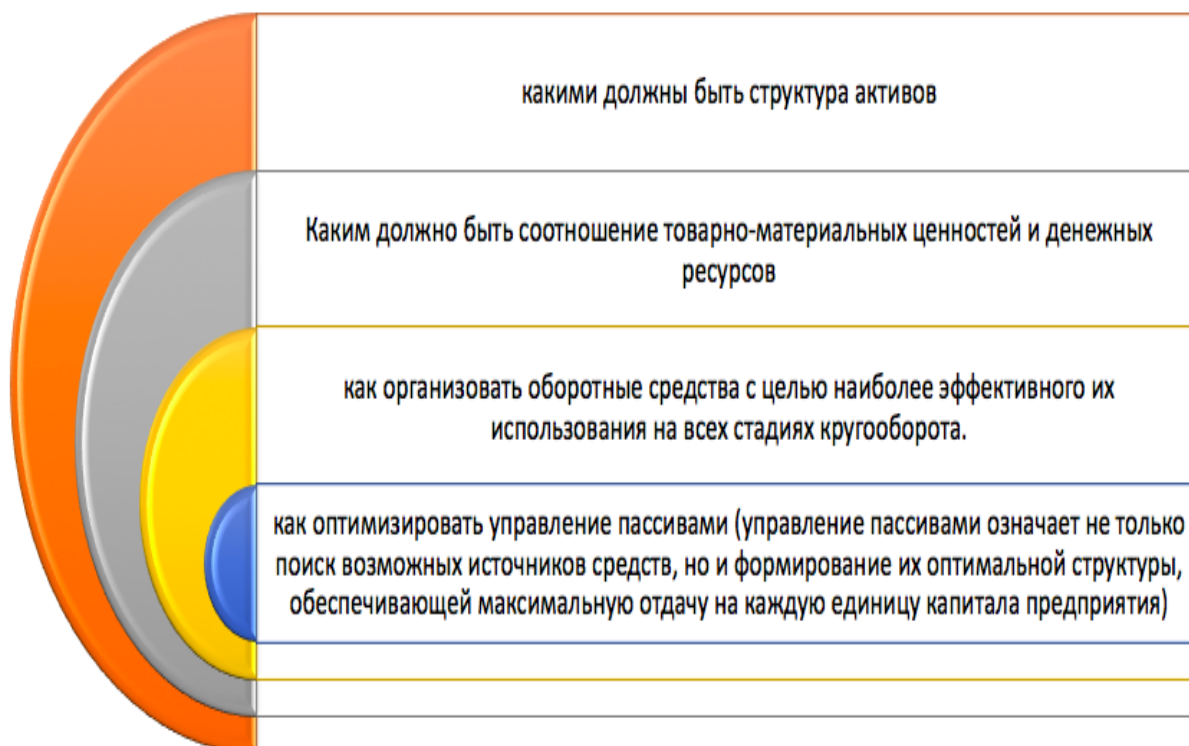 какими должны быть структура активов
Каким должно быть соотношение товарно-материальных ценностей и денежных
ресурсов
как организовать оборотные средства с целью наиболее эффективного их
использования на всех стадиях кругооборота.
как оптимизировать управление пассивами (управление пассивами означает не только
поиск возможных источников средств, но и формирование их оптимальной структуры,
обеспечивающей максимальную отдачу на каждую единицу капитала предприятия)